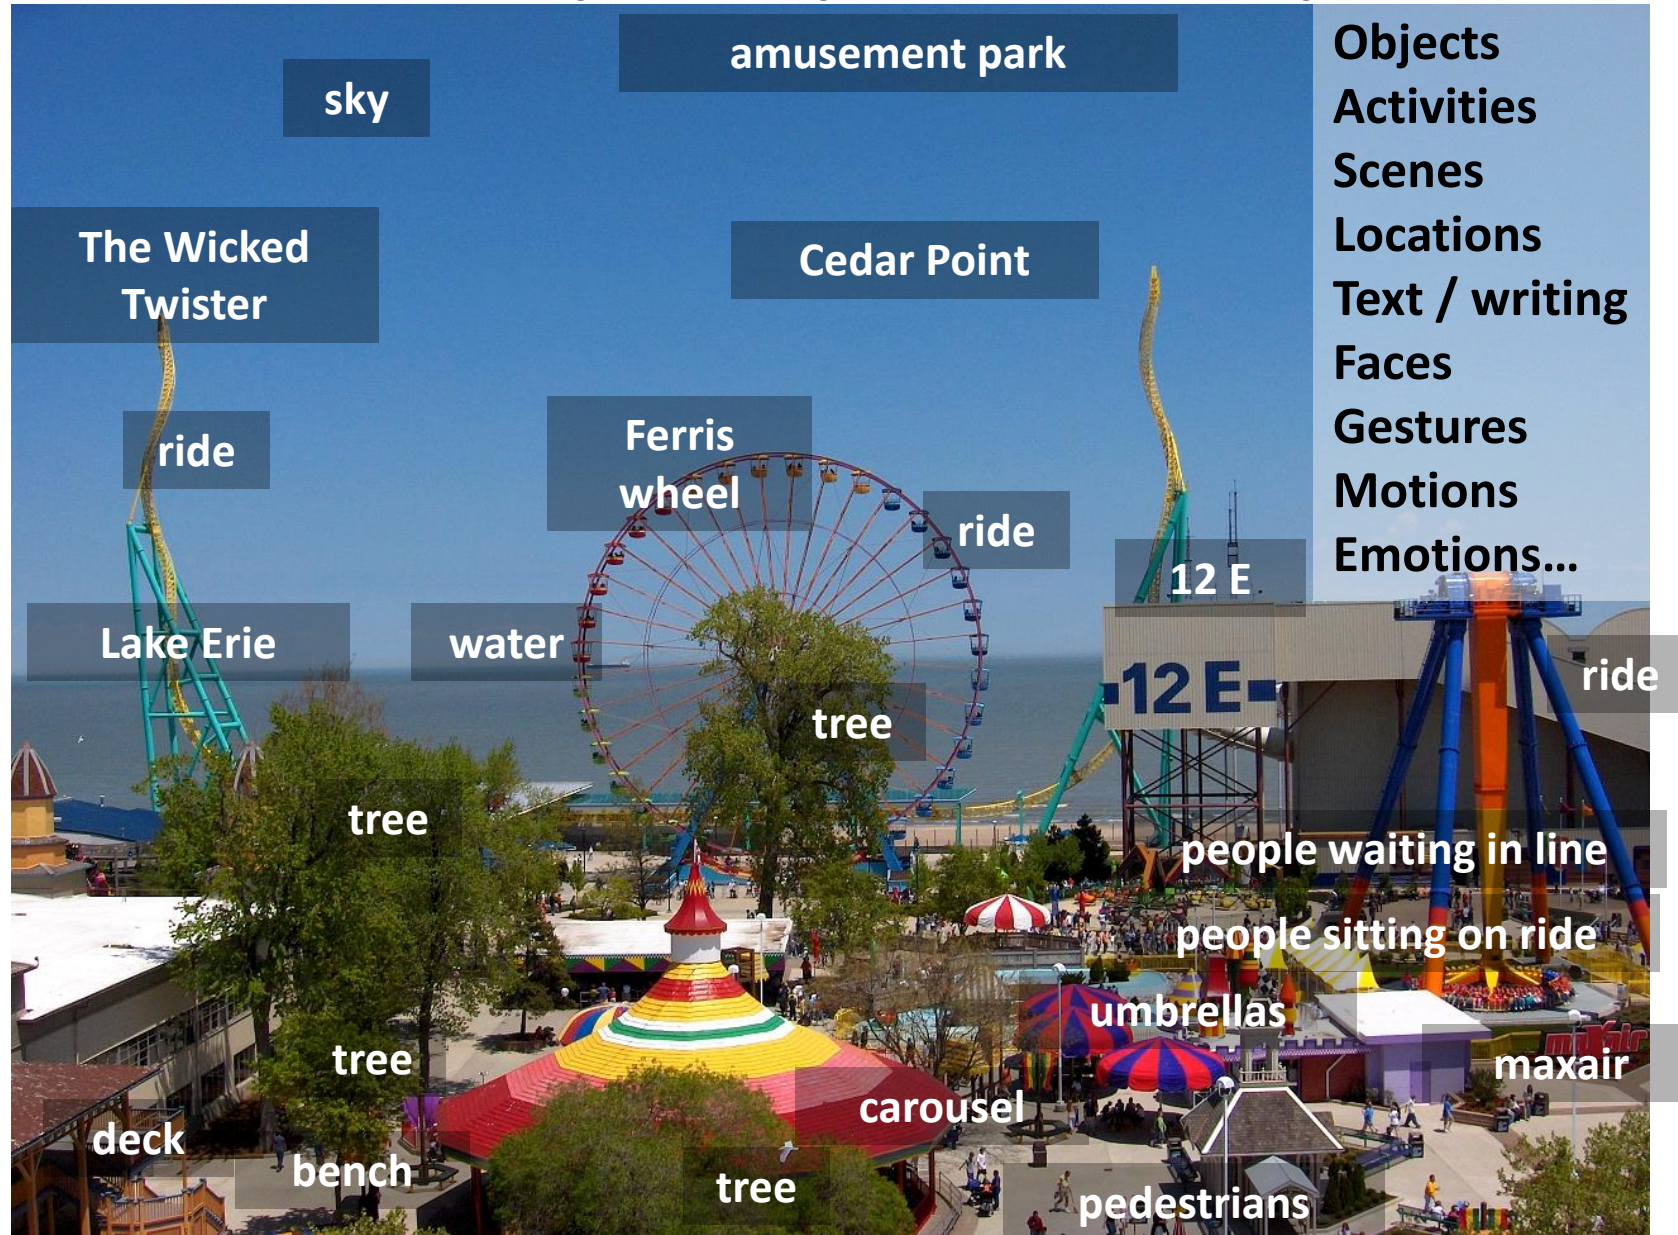 amusement park
sky
Objects
Activities
Scenes
Locations
Text / writing
Faces
Gestures
Motions
Emotions...
The Wicked
Twister
Cedar Point
ride
Ferris
wheel
ride
12 E
Lake Erie
water
12 E
ride
tree
tree
people waiting in line
people sitting on ride
umbrellas
maxair
maxair
tree
carousel
deck
bench
tree
pedestrians